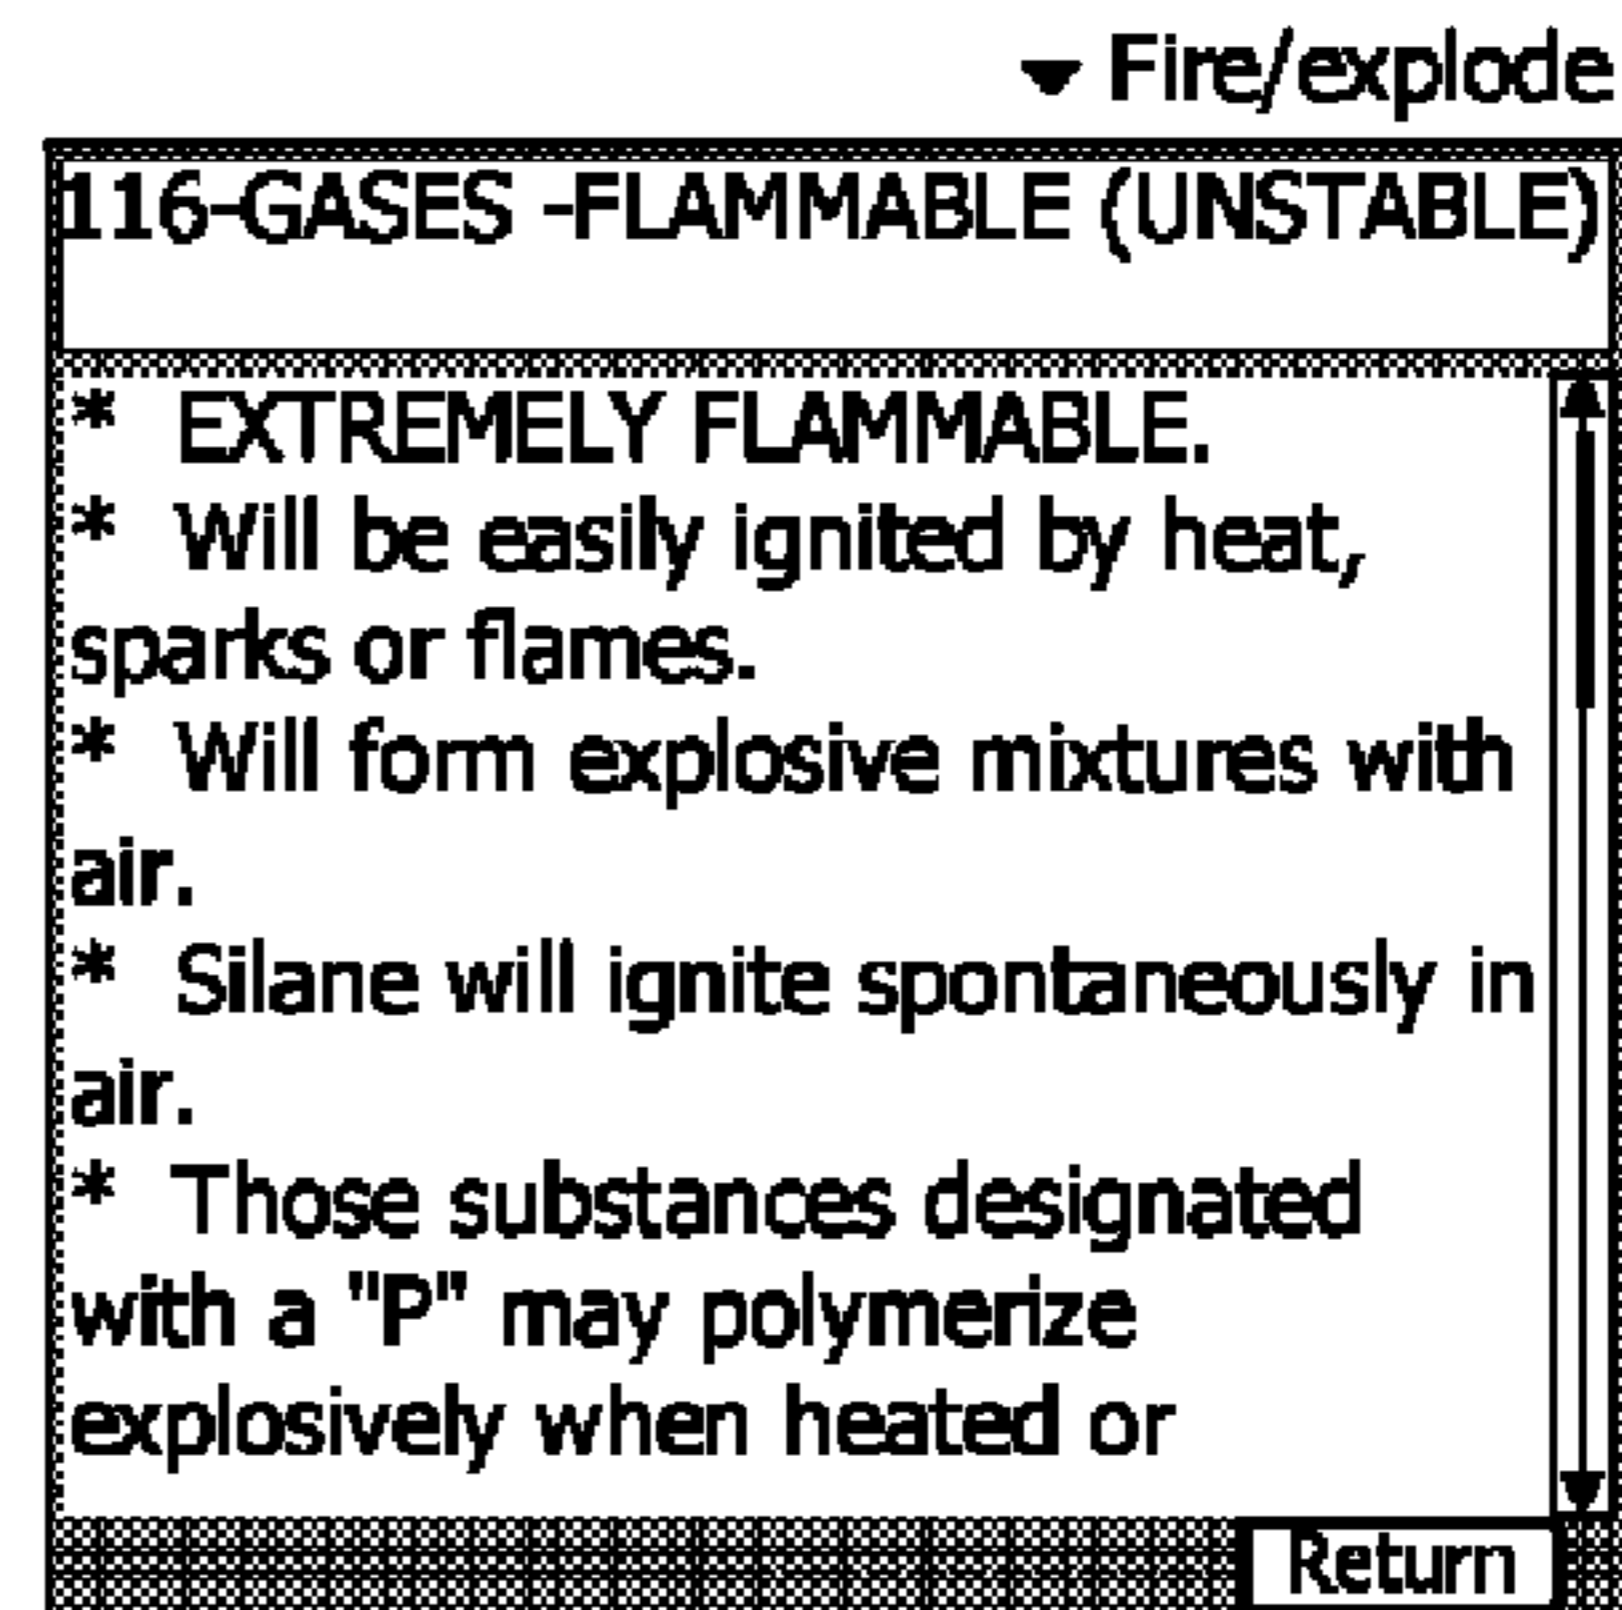 Fire/explode
116-GASES -FLAMMABLE (UNSTABLE)
* EXTREMELY FLAMMABLE.
* Will be easily ignited by heat,
sparks or flames.
* Will form explosive mixtures with
air.
* Silane will ignite spontaneously in
air.
* Those substances designated
with a "P" may polymerize
explosively when heated or
Return